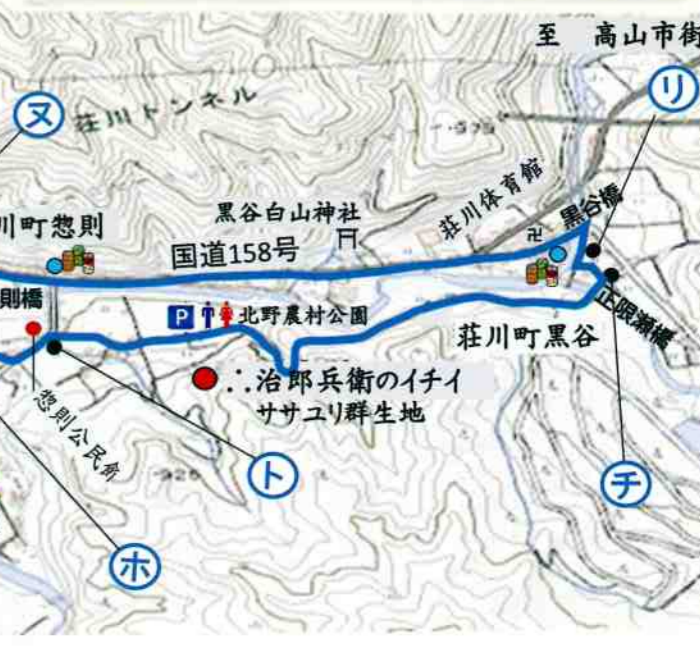 至 高山市街
リ
ヌ
荘川トンネル
・575
荘川体育館
黒谷橋
黒谷白山神社
川町惣則
国道158号
則橋
P
北野農村公園
正限瀬橋
荘川町黒谷
∴治郎兵衛のイチイ
ササユリ群生地
惣則公民舘
ト
チ
ホ